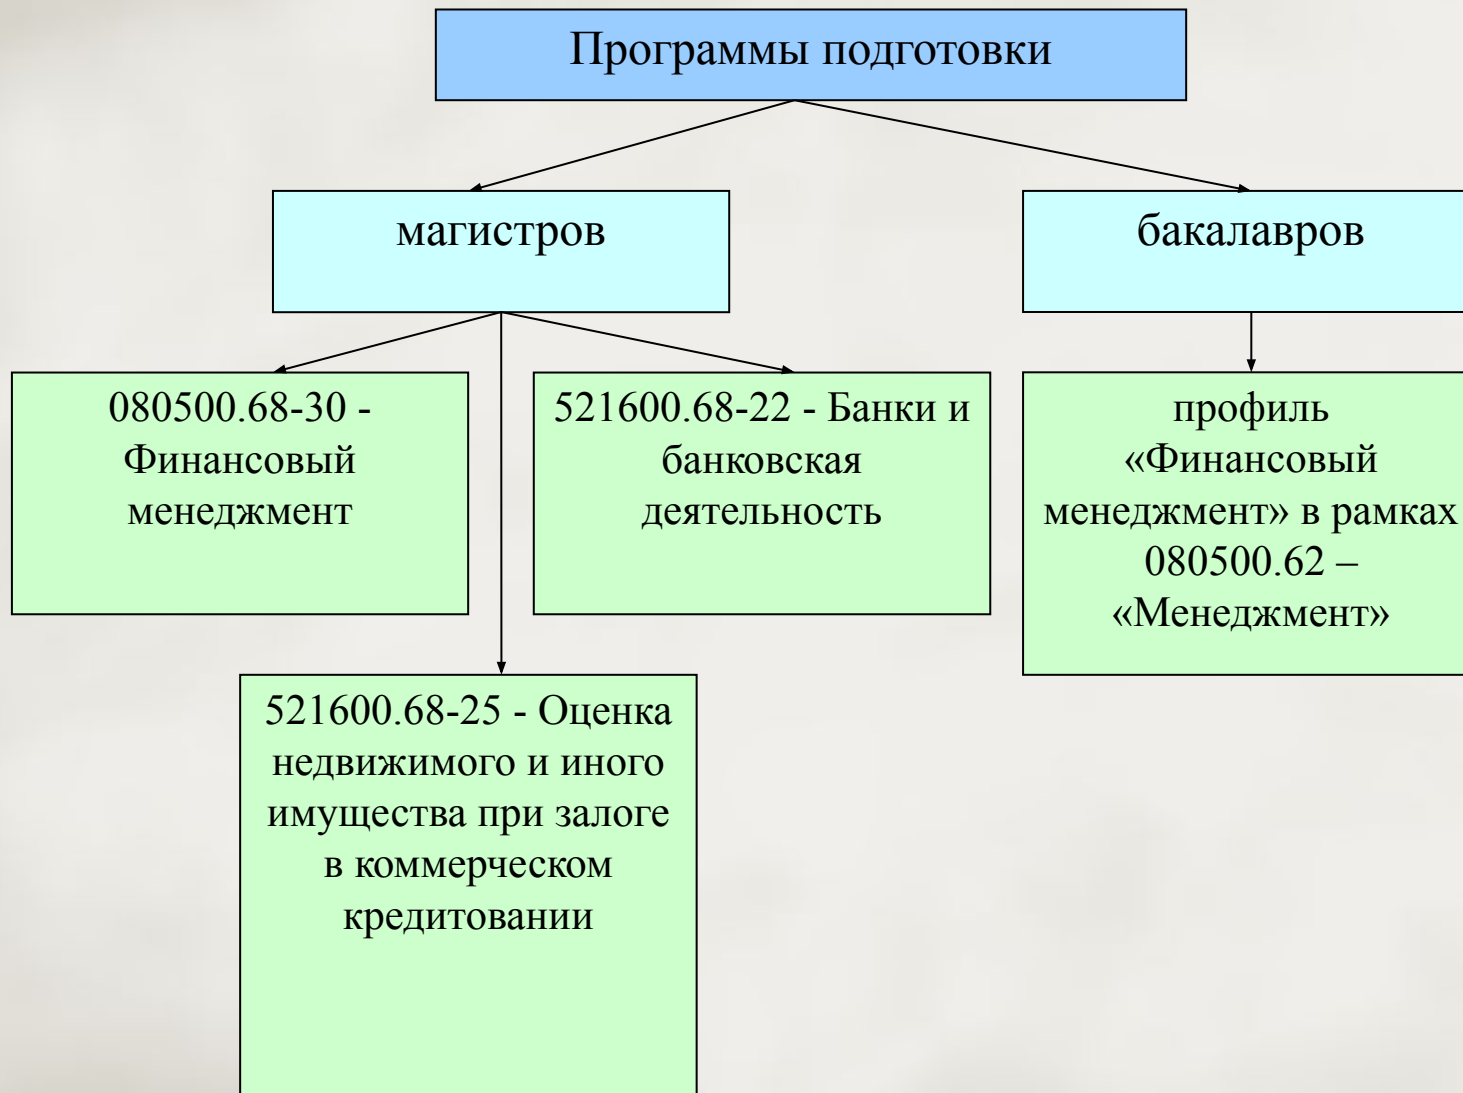 Программы подготовки
магистров
бакалавров
080500.68-30 -
Финансовый
менеджмент
521600.68-22 - Банки и
банковская
деятельность
профиль
«Финансовый
менеджмент» в рамках
080500.62 –
«Менеджмент»
521600.68-25 - Оценка
недвижимого и иного
имущества при залоге
в коммерческом
кредитовании